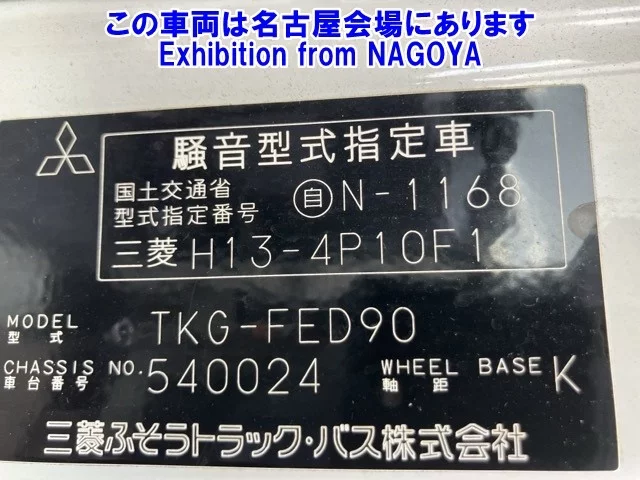 この車両は名古屋会場にあります
Exhibition from NAGOYA
騒音型式指定車
国土交通省
型式指定番号 自 N-1168
三菱 H13-4P10F1
MODEL
型式 TKG-FED90
CHASSIS NO.
車台番号 540024
WHEEL BASE
軸距 K
三菱ふそうトラック・バス株式会社